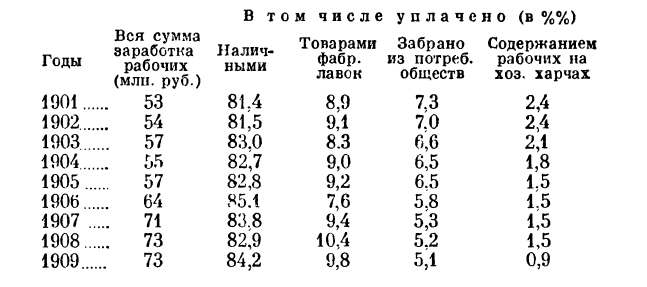 В том числе уплачено (в %%)
Годы Вся сумма заработка рабочих (млн. руб.) Налич- ными Товарами фабр. лавок Забрано из потреб. обществ Содержанием рабочих на хоз. харчах
1901...... 53 81,4 8,9 7,3 2,4
1902...... 54 81,5 9,1 7,0 2,4
1903...... 57 83,0 8.3 6,6 2,1
1904...... 55 82,7 9,0 6,5 1,8
1905...... 57 82,8 9,2 6,5 1,5
1906...... 64 85.1 7,6 5,8 1,5
1907 ..... 71 83,8 9,4 5,3 1,5
1908 ..... 73 82,9 10,4 5,2 1,5
1909...... 73 84,2 9,8 5,1 0,9